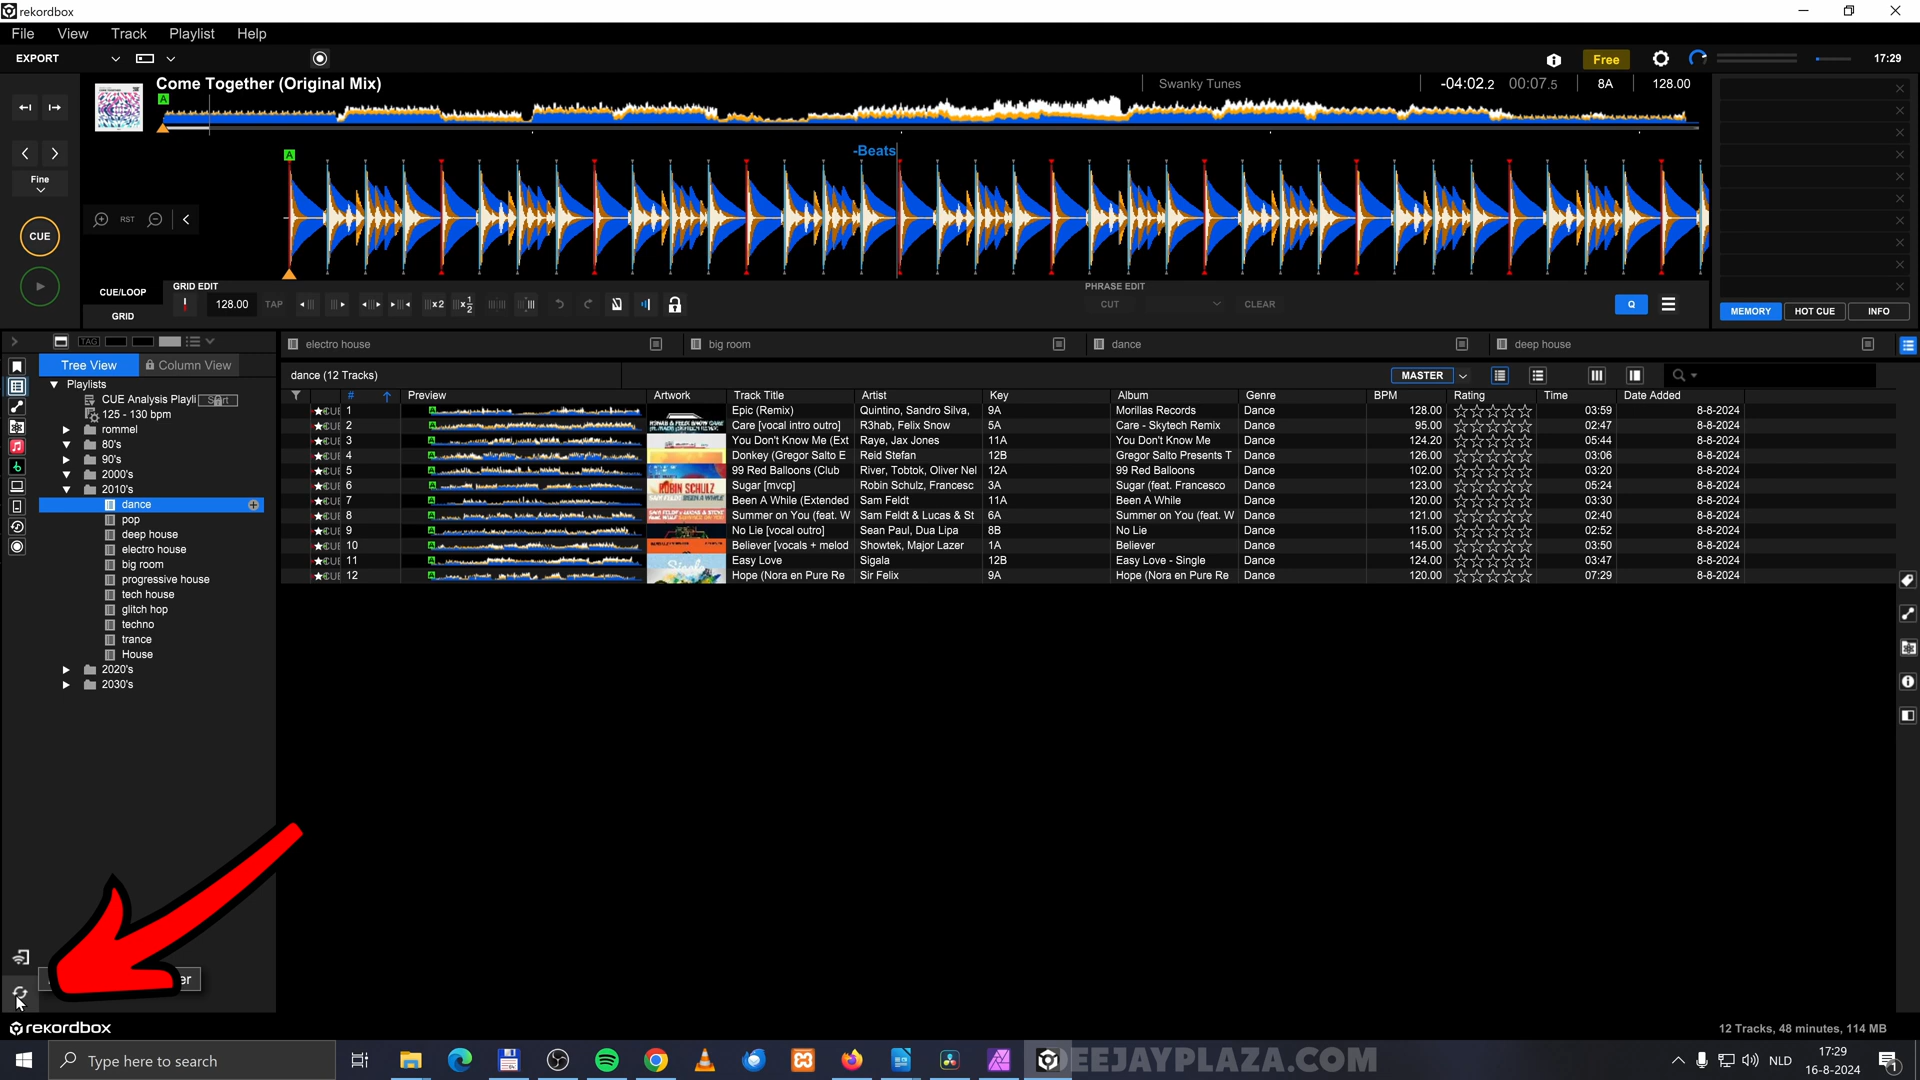 rekordbox
File View Track Playlist Help
EXPORT
Free
17:29
Come Together (Original Mix)
Swanky Tunes
-04:02.2 00:07.5 8A 128.00
A
A
-Beats
Fine
RST
CUE
CUE/LOOP
GRID
GRID EDIT
128.00 TAP x2 x1/2
PHRASE EDIT
CUT CLEAR
Q
MEMORY HOT CUE INFO
TAG
Tree View Column View
Playlists
CUE Analysis Playli
125 - 130 bpm
rommel
80's
90's
2000's
2010's
dance
pop
deep house
electro house
big room
progressive house
tech house
glitch hop
techno
trance
House
2020's
2030's
er
electro house big room dance deep house
dance (12 Tracks)
MASTER
# Preview Artwork Track Title Artist Key Album Genre BPM Rating Time Date Added
1 Epic (Remix) Quintino, Sandro Silva, 9A Morillas Records Dance 128.00 03:59 8-8-2024
2 Care [vocal intro outro] R3hab, Felix Snow 5A Care - Skytech Remix Dance 95.00 02:47 8-8-2024
3 You Don't Know Me (Ext Raye, Jax Jones 11A You Don't Know Me Dance 124.20 05:44 8-8-2024
4 Donkey (Gregor Salto E Reid Stefan 12B Gregor Salto Presents T Dance 126.00 03:06 8-8-2024
5 99 Red Balloons (Club River, Tobtok, Oliver Nel 12A 99 Red Balloons Dance 102.00 03:20 8-8-2024
6 ROBIN SCHULZ Sugar [mvcp] Robin Schulz, Francesc 3A Sugar (feat. Francesco Dance 123.00 05:24 8-8-2024
7 Been A While (Extended Sam Feldt 11A Been A While Dance 120.00 03:30 8-8-2024
8 Summer on You (feat. W Sam Feldt & Lucas & St 6A Summer on You (feat. W Dance 121.00 02:40 8-8-2024
9 No Lie [vocal outro] Sean Paul, Dua Lipa 8B No Lie Dance 115.00 02:52 8-8-2024
10 Believer [vocals + melod Showtek, Major Lazer 1A Believer Dance 145.00 03:50 8-8-2024
11 Easy Love Sigala 12B Easy Love - Single Dance 124.00 03:47 8-8-2024
12 Hope (Nora en Pure Re Sir Felix 9A Hope (Nora en Pure Re Dance 120.00 07:29 8-8-2024
rekordbox
12 Tracks, 48 minutes, 114 MB
Type here to search
EEJAYPLAZA.COM
NLD
17:29
16-8-2024
1